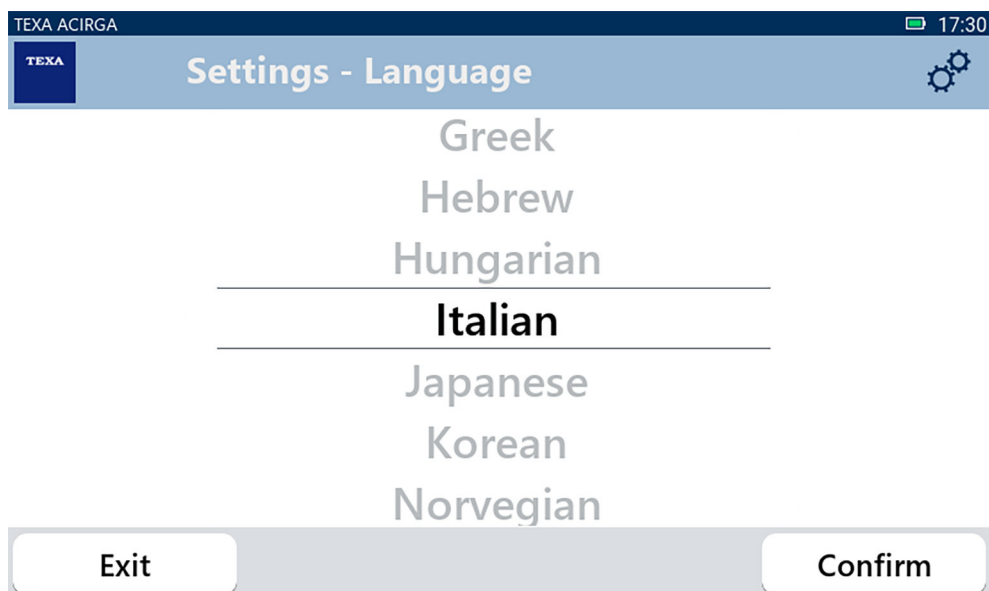 TEXA ACIRGA 17:30
TEXA
Settings - Language
Greek
Hebrew
Hungarian
Italian
Japanese
Korean
Norvegian
Exit Confirm